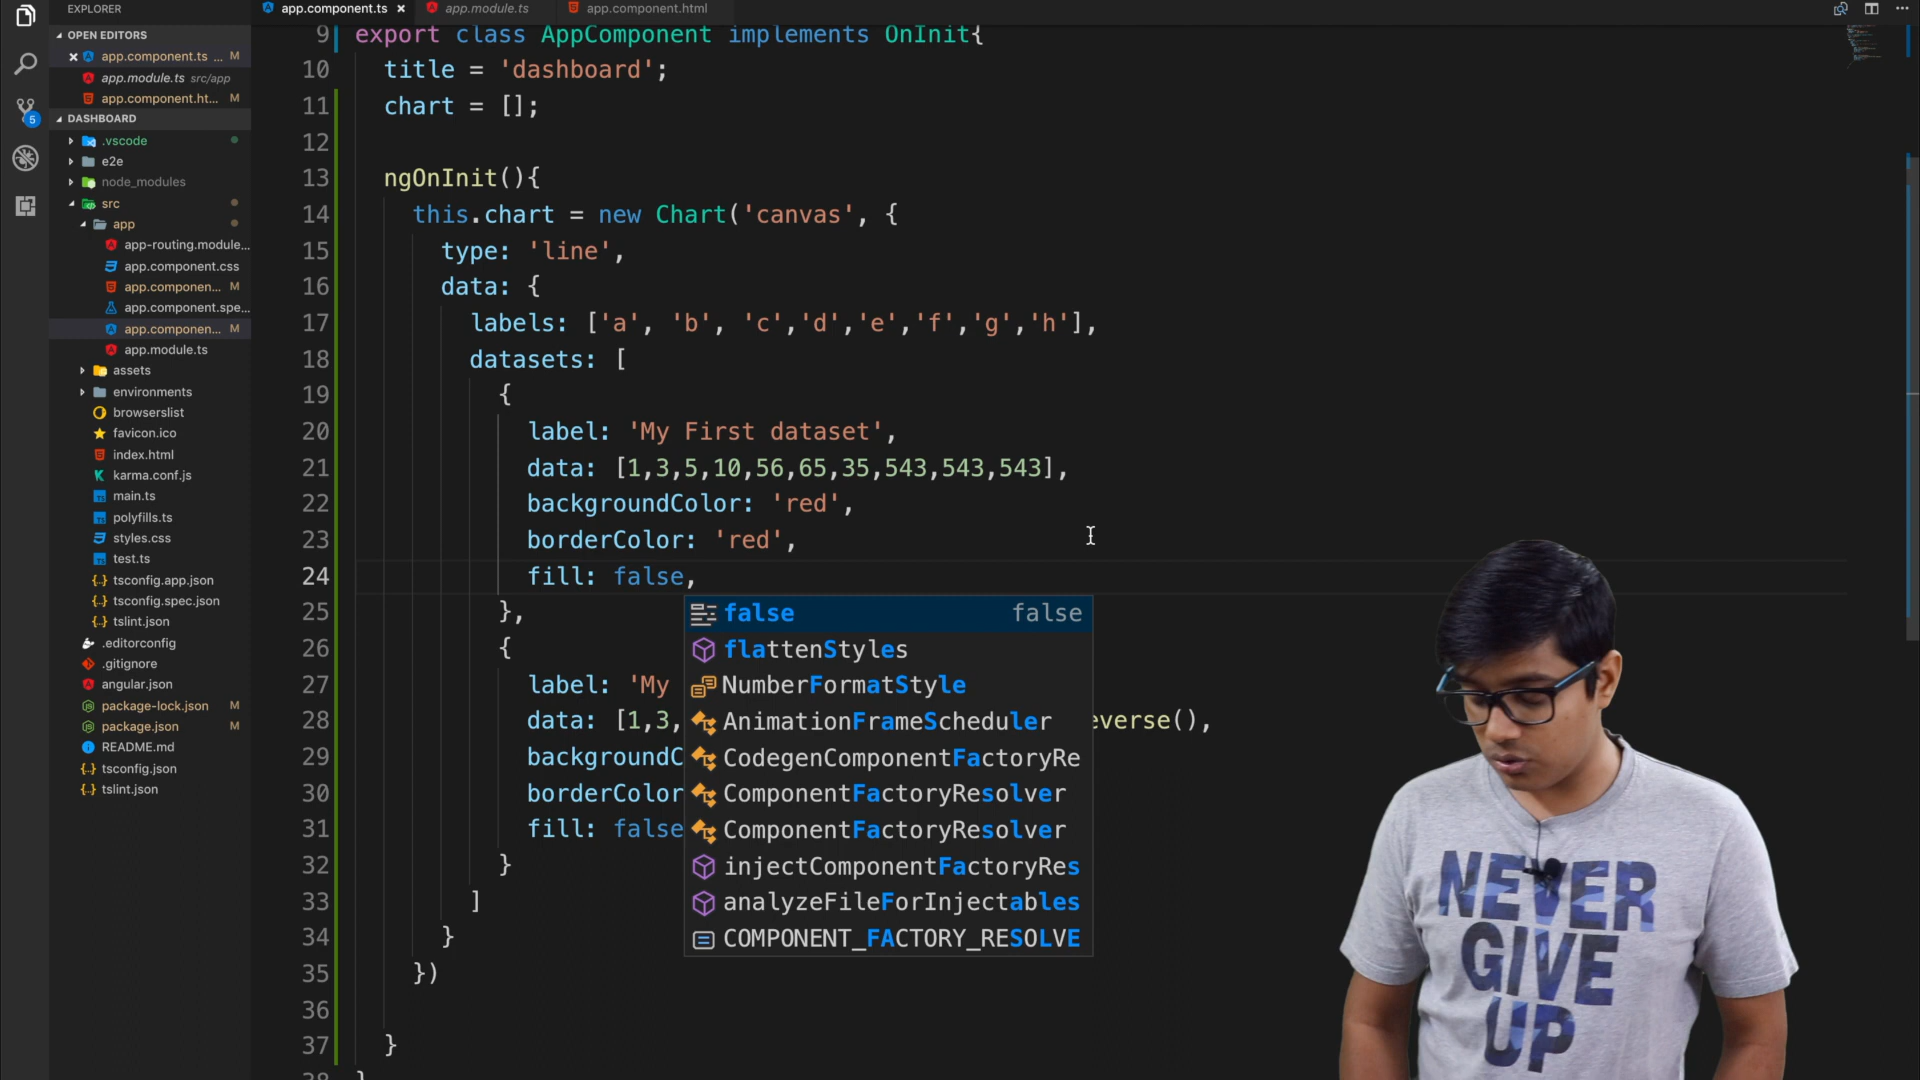 EXPLORER
app.component.ts
app.module.ts
app.component.html
OPEN EDITORS
app.component.ts ... M
app.module.ts src/app
app.component.ht... M
DASHBOARD
.vscode
e2e
node_modules
src
app
app-routing.module...
app.component.css
app.componen... M
app.component.spe...
app.componen... M
app.module.ts
assets
environments
browserslist
favicon.ico
index.html
karma.conf.js
main.ts
polyfills.ts
styles.css
test.ts
tsconfig.app.json
tsconfig.spec.json
tslint.json
.editorconfig
.gitignore
angular.json
package-lock.json M
package.json M
README.md
tsconfig.json
tslint.json
5
9 export class AppComponent implements OnInit{
10 title = 'dashboard';
11 chart = [];
12
13 ngOnInit(){
14 this.chart = new Chart('canvas', {
15 type: 'line',
16 data: {
17 labels: ['a', 'b', 'c','d','e','f','g','h'],
18 datasets: [
19 {
20 label: 'My First dataset',
21 data: [1,3,5,10,56,65,35,543,543,543],
22 backgroundColor: 'red',
23 borderColor: 'red',
24 fill: false,
25 },
26 {
27 label: 'My
28 data: [1,3, everse(),
29 backgroundC
30 borderColor
31 fill: false
32 }
33 ]
34 }
35 })
36
37 }
false false
flattenStyles
NumberFormatStyle
AnimationFrameScheduler
CodegenComponentFactoryRe
ComponentFactoryResolver
ComponentFactoryResolver
injectComponentFactoryRes
analyzeFileForInjectables
COMPONENT_FACTORY_RESOLVE
NEVER
GIVE
UP